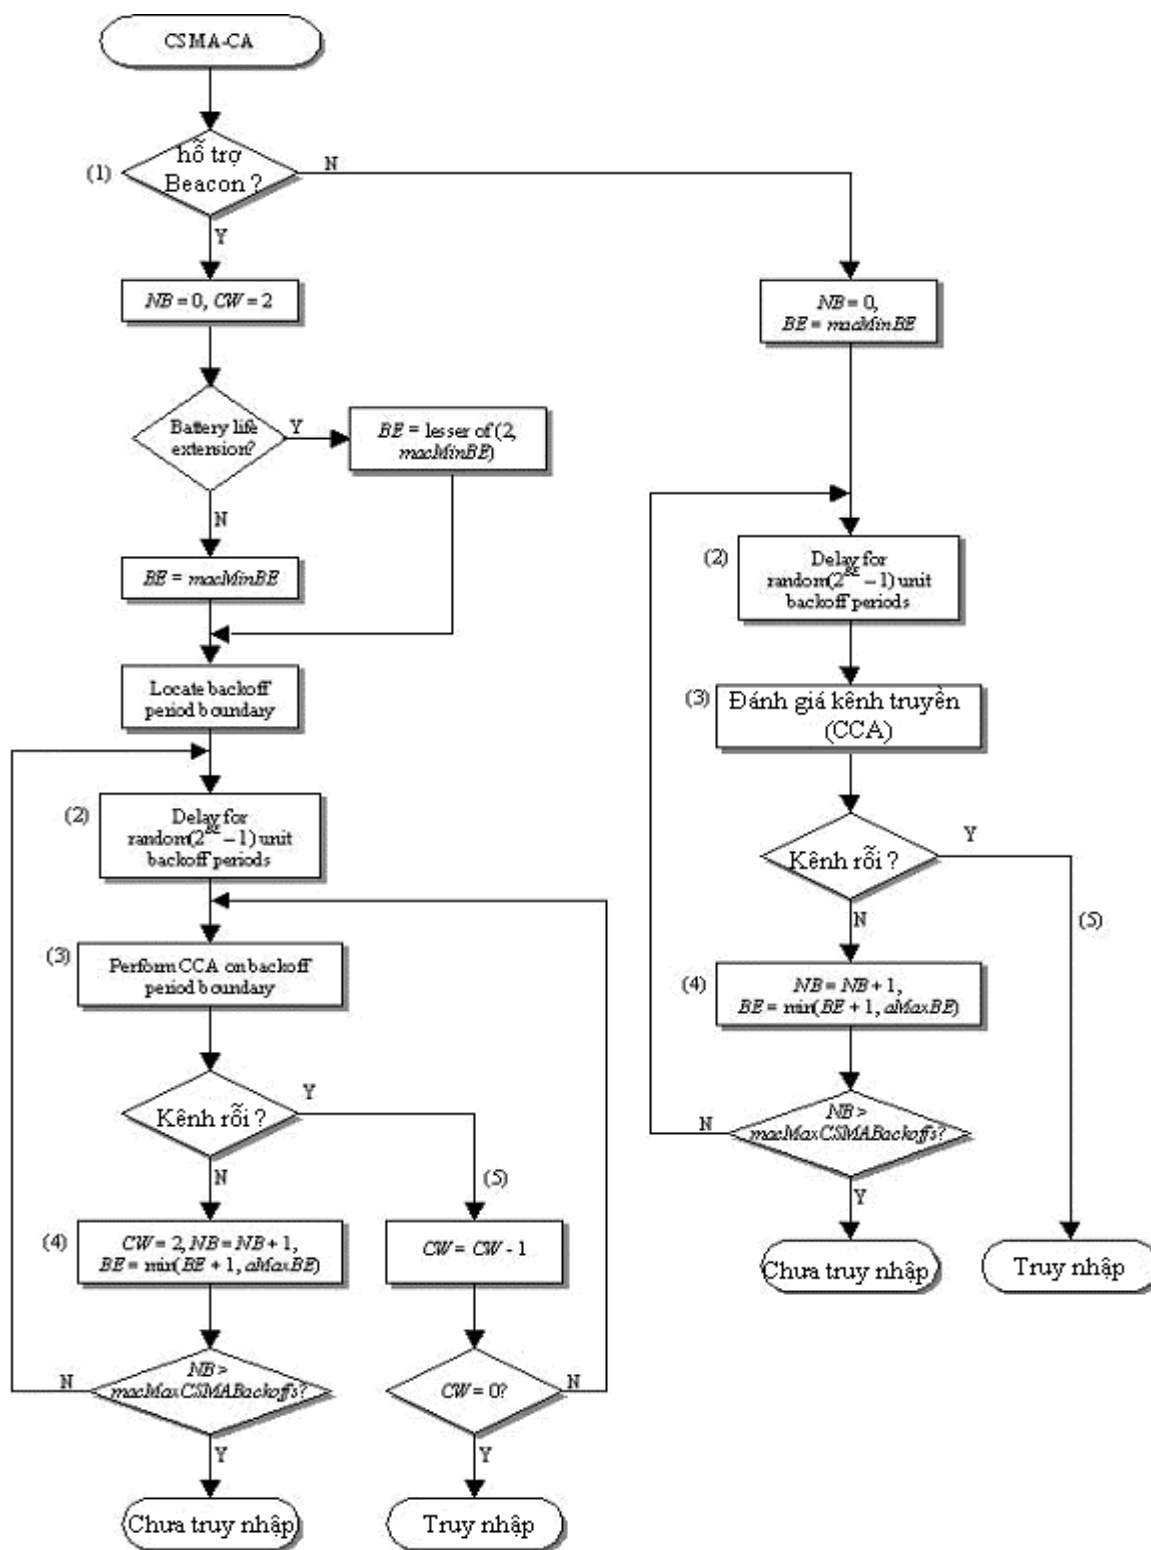 CSMA-CA
(1)
hỗ trợ
Beacon ?
N
Y
NB = 0, CW = 2
NB = 0,
BE = macMinBE
Battery life
extension?
Y
BE = lesser of (2,
macMinBE)
N
BE = macMinBE
Locate backoff
period boundary
(2)
Delay for
random(2^BE – 1) unit
backoff periods
(3)
Perform CCA on backoff
period boundary
Kênh rỗi ?
Y
N
(5)
(4)
CW = 2, NB = NB + 1,
BE = min(BE + 1, aMaxBE)
CW = CW - 1
N
NB >
macMaxCSMABackoffs?
CW = 0?
N
Y
Y
Chưa truy nhập
Truy nhập
(2)
Delay for
random(2^BE – 1) unit
backoff periods
(3)
Đánh giá kênh truyền
(CCA)
Kênh rỗi ?
Y
N
(5)
(4)
NB = NB + 1,
BE = min(BE + 1, aMaxBE)
N
NB >
macMaxCSMABackoffs?
Y
Chưa truy nhập
Truy nhập